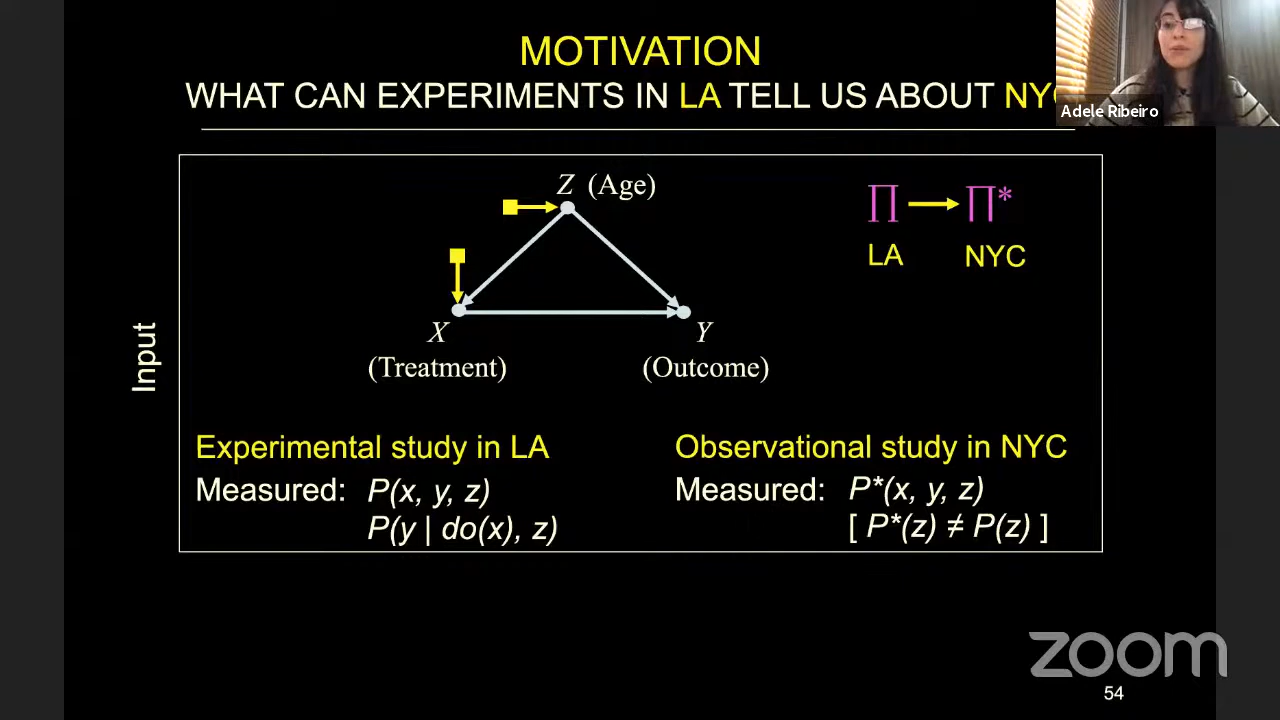 MOTIVATION
WHAT CAN EXPERIMENTS IN LA TELL US ABOUT
Adele Ribeiro
Z (Age)
∏ ∏*
LA NYC
X
(Treatment)
Y
(Outcome)
Input
Experimental study in LA
Measured: P(x, y, z)
P(y | do(x), z)
Observational study in NYC
Measured: P*(x, y, z)
[ P*(z) ≠ P(z) ]
zoom
54